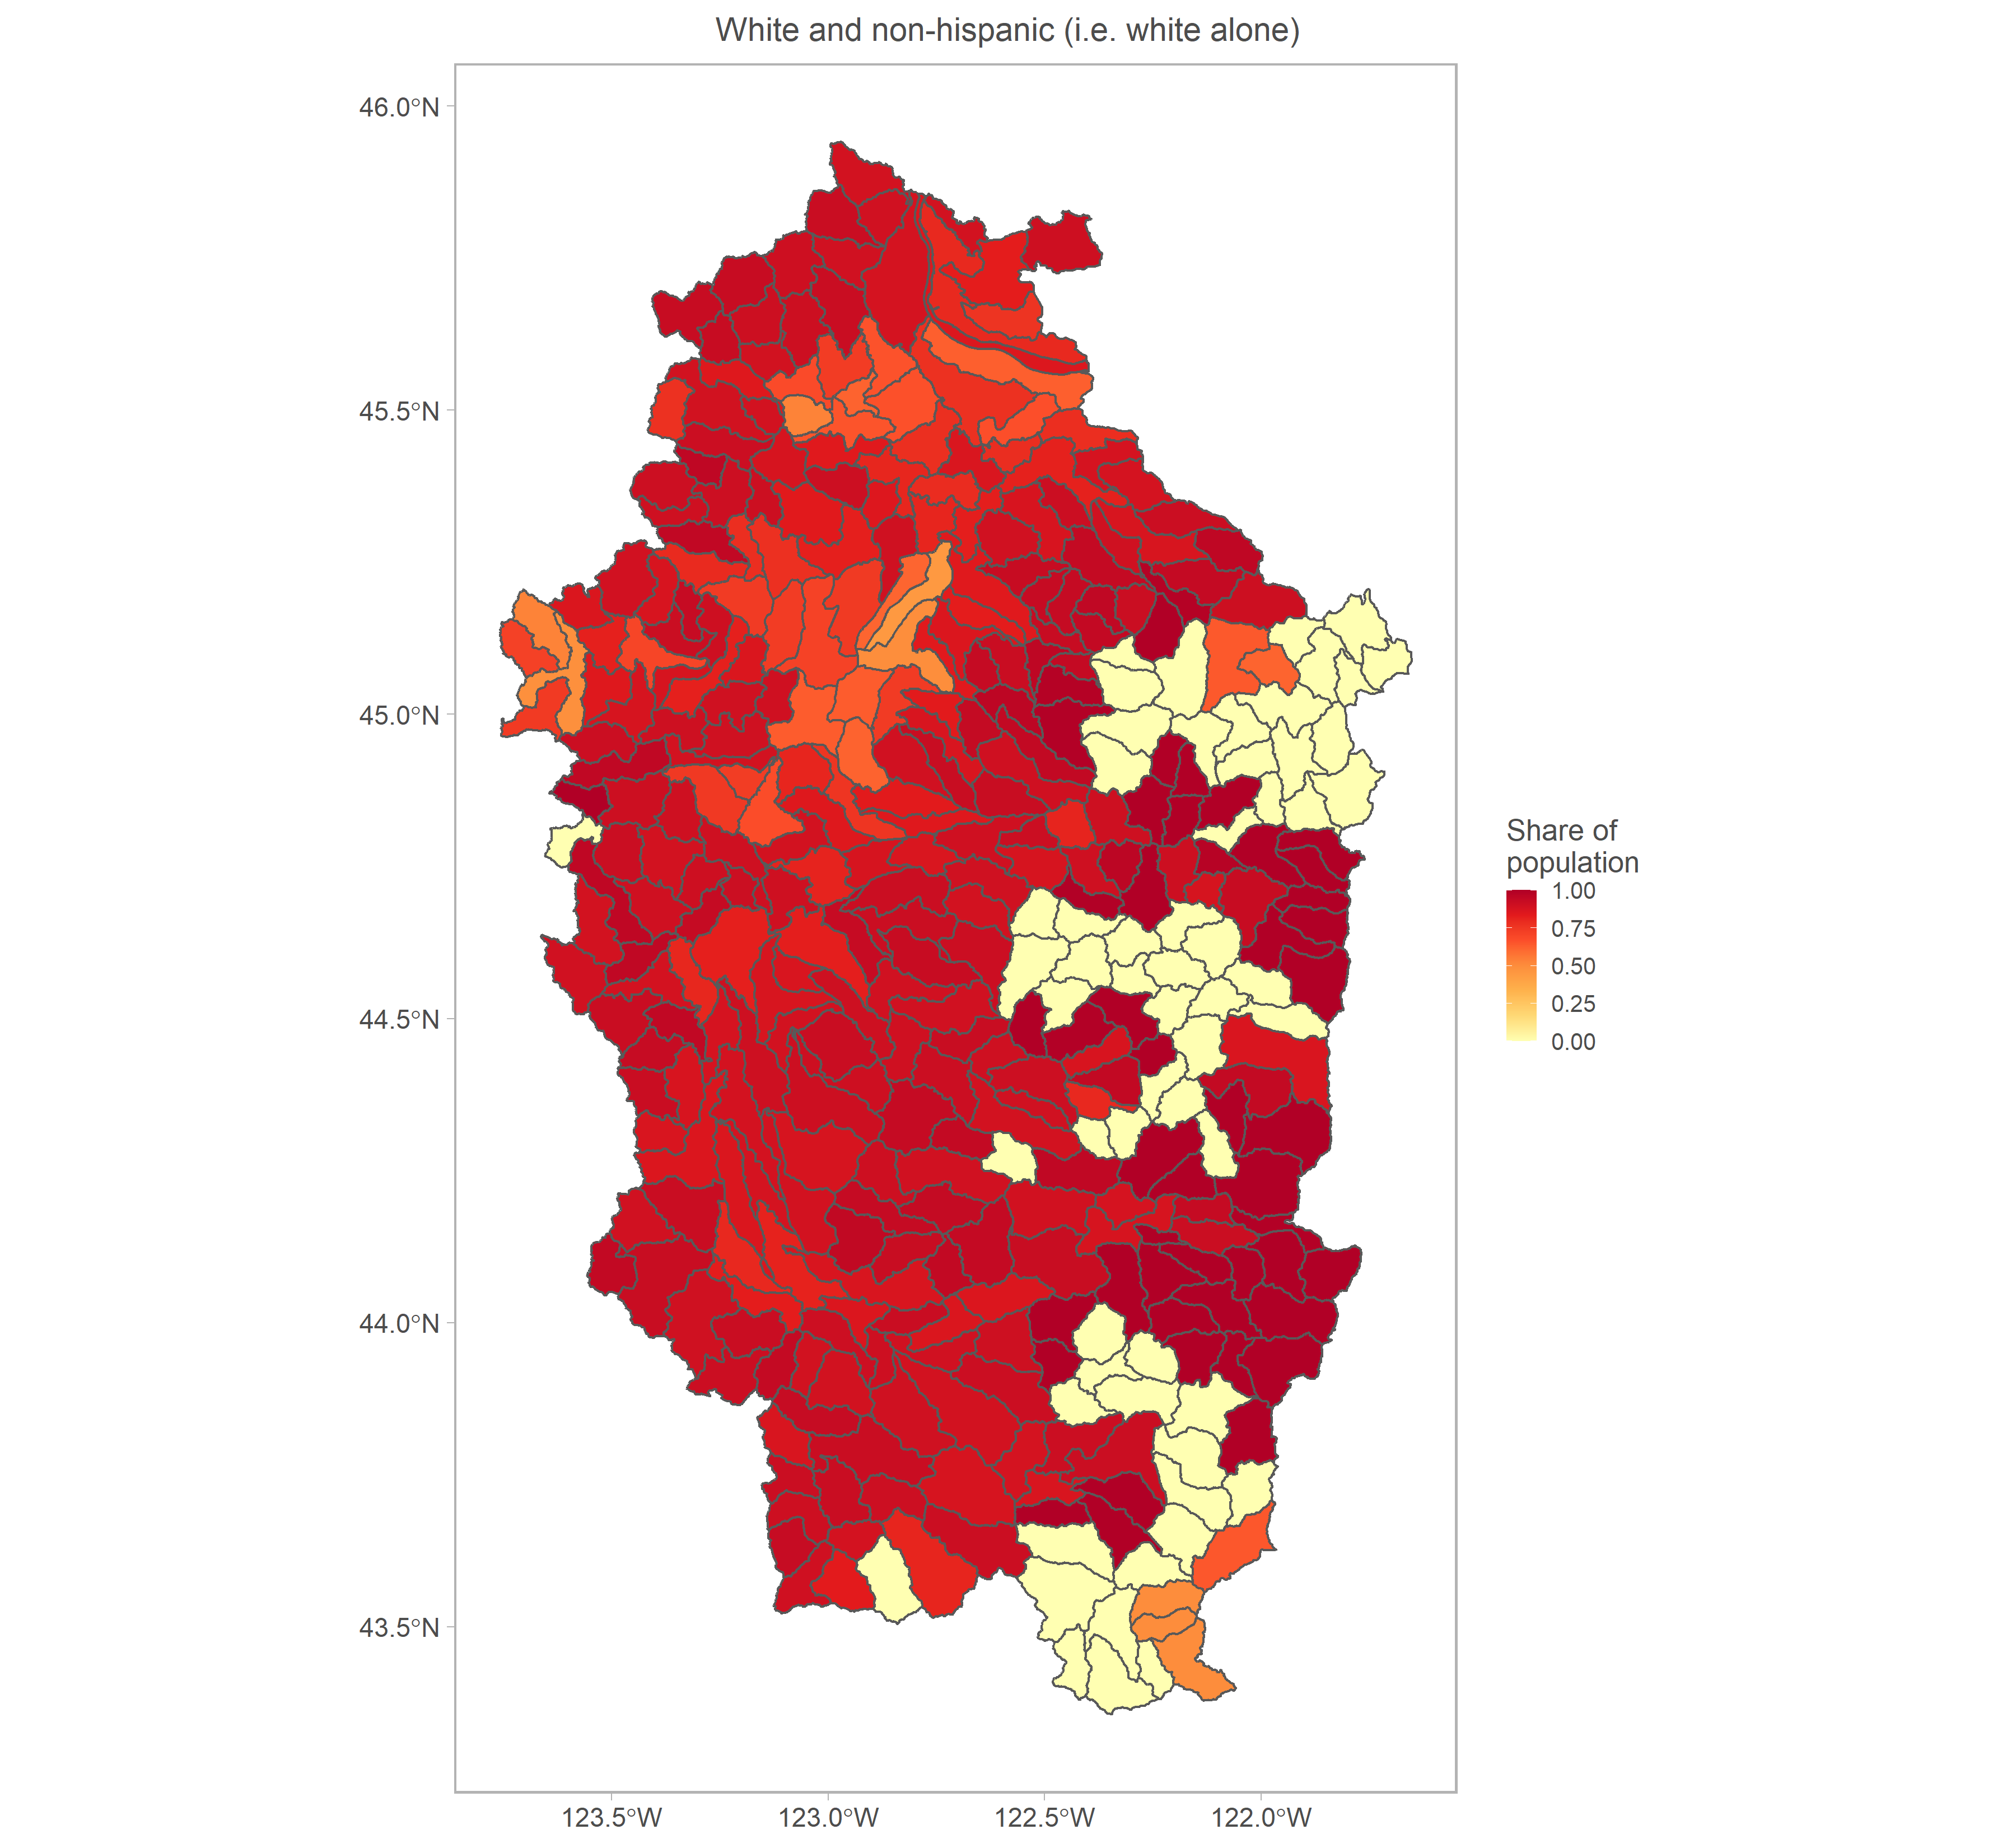 White and non-hispanic (i.e. white alone)
46.0°N
45.5°N
45.0°N
44.5°N
44.0°N
43.5°N
123.5°W
123.0°W
122.5°W
122.0°W
Share of
population
1.00
0.75
0.50
0.25
0.00